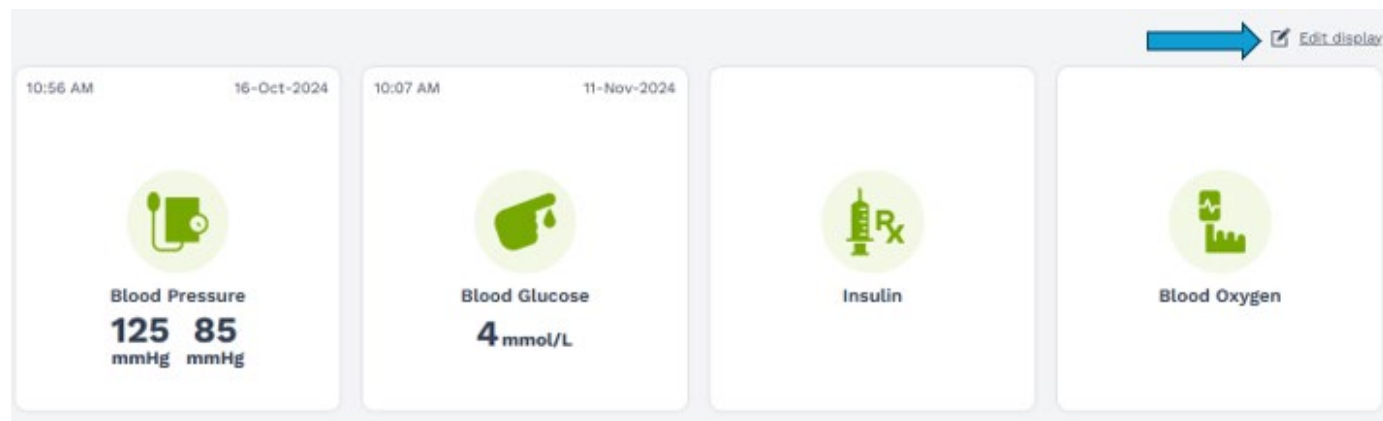 Edit display
10:56 AM 16-Oct-2024
10:07 AM 11-Nov-2024
Rx
Blood Pressure
125 85
mmHg mmHg
Blood Glucose
4 mmol/L
Insulin
Blood Oxygen